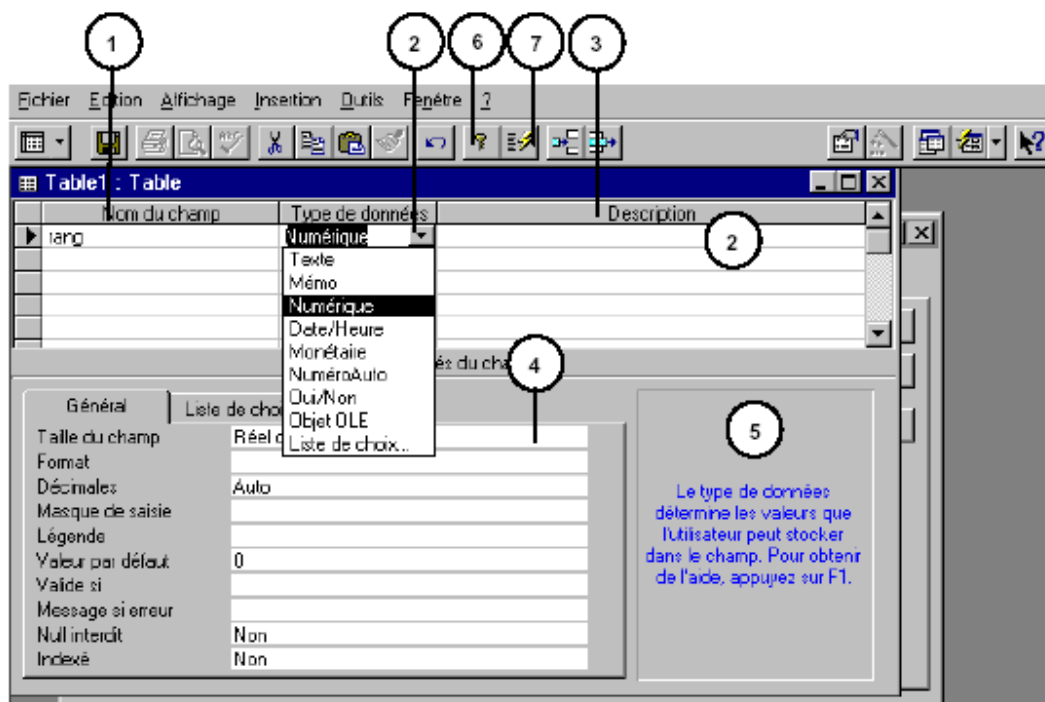 1 2 6 7 3
Fichier Edition Affichage Insertion Outils Fenêtre ?
Table1 : Table
Nom du champ Type de données Description
rang Numérique
2
Texte
Mémo
Numérique
Date/Heure
Monétaire
NuméroAuto
Oui/Non
Objet OLE
Liste de choix...
4
Général
Taille du champ
Format
Décimales Auto
Masque de saisie
Légende
Valeur par défaut 0
Valide si
Message si erreur
Null interdit Non
Indexé Non
5
Le type de données
détermine les valeurs que
l'utilisateur peut stocker
dans le champ. Pour obtenir
de l'aide, appuyez sur F1.